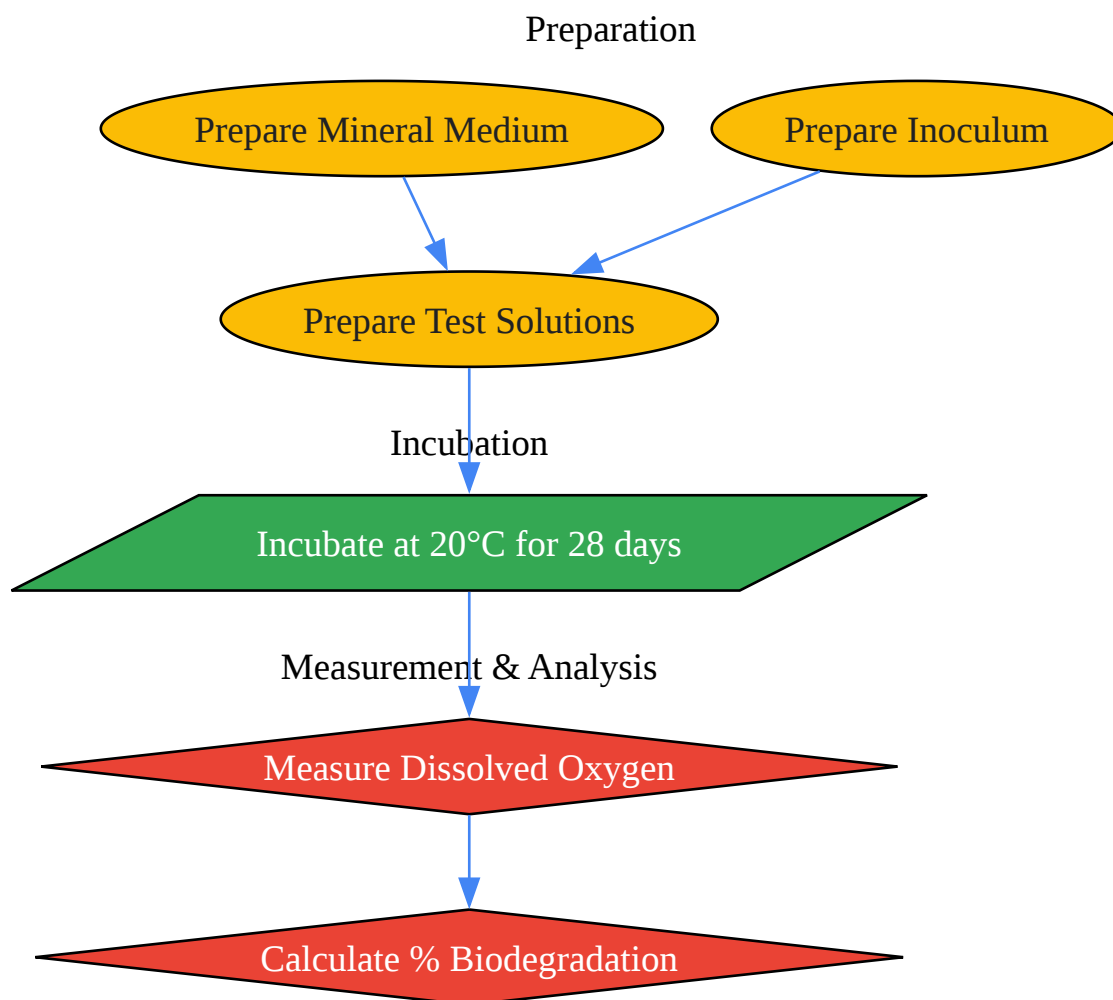 Preparation
Prepare Mineral Medium
Prepare Inoculum
Prepare Test Solutions
Incubation
Incubate at 20°C for 28 days
Measurement & Analysis
Measure Dissolved Oxygen
Calculate % Biodegradation